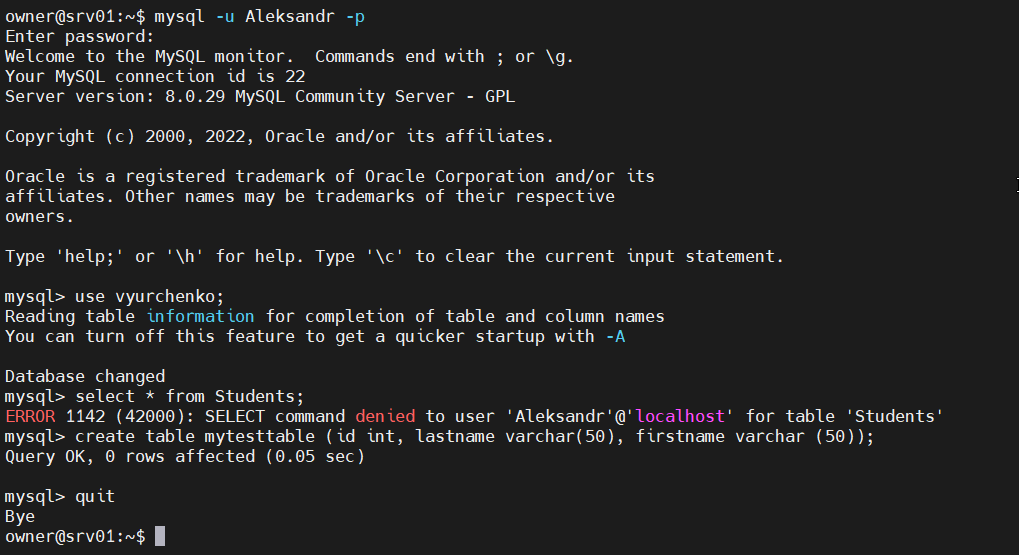 owner@srv01:~$ mysql -u Aleksandr -p
Enter password:
Welcome to the MySQL monitor.  Commands end with ; or \g.
Your MySQL connection id is 22
Server version: 8.0.29 MySQL Community Server - GPL
Copyright (c) 2000, 2022, Oracle and/or its affiliates.
Oracle is a registered trademark of Oracle Corporation and/or its
affiliates. Other names may be trademarks of their respective
owners.
Type 'help;' or '\h' for help. Type '\c' to clear the current input statement.
mysql> use vyurchenko;
Reading table information for completion of table and column names
You can turn off this feature to get a quicker startup with -A
Database changed
mysql> select * from Students;
ERROR 1142 (42000): SELECT command denied to user 'Aleksandr'@'localhost' for table 'Students'
mysql> create table mytesttable (id int, lastname varchar(50), firstname varchar (50));
Query OK, 0 rows affected (0.05 sec)
mysql> quit
Bye
owner@srv01:~$